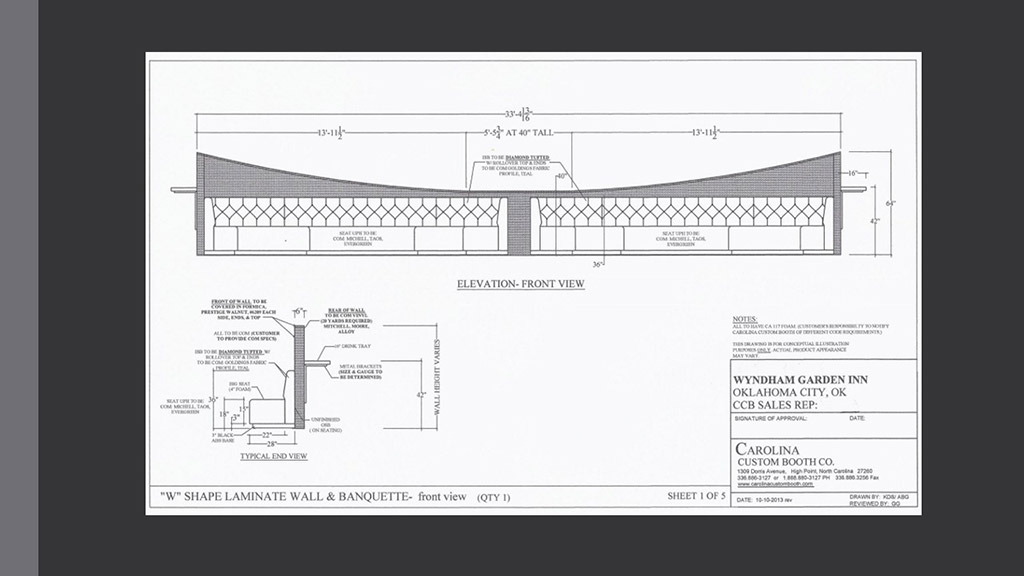 33'-4 13/16"
13'-11 1/2"
5'-5 3/4" AT 40" TALL
13'-11 1/2"
IBB TO BE DIAMOND TUFTED
W/ ROLLOVER TOP & ENDS
TO BE COM GOLDINGS FABRIC
PROFILE, TEAL
40"
16"
64"
42"
SEAT UPH TO BE
COM: MICHELL, TAOS,
EVERGREEN
SEAT UPH TO BE
COM: MICHELL, TAOS,
EVERGREEN
36"
ELEVATION- FRONT VIEW
FRONT OF WALL TO BE
COVERED IN FORMICA,
PRESTIGE WALNUT, #6209 EACH
SIDE, ENDS, & TOP
6"
REAR OF WALL
TO BE COM VINYL
(20 YARDS REQUIRED)
MITCHELL, MOORE,
ALLOY
ALL TO BE COM (CUSTOMER
TO PROVIDE COM SPECS)
10" DRINK TRAY
IBB TO BE DIAMOND TUFTED W/
ROLLOVER TOP & ENDS
TO BE COM: GOLDINGS FABRIC
PROFILE, TEAL
METAL BRACKETS
(SIZE & GAUGE TO
BE DETERMINED)
WALL HEIGHT VARIES
BIG SEAT
(4" FOAM)
36"
SEAT UPH TO BE
COM: MICHELL, TAOS,
EVERGREEN
18"
15"
3"
42"
UNFINISHED
OSB
( ON SEATING)
3" BLACK
ABS BASE
22"
28"
TYPICAL END VIEW
NOTES:
ALL TO HAVE CA 117 FOAM. (CUSTOMER'S RESPONSIBILITY TO NOTIFY
CAROLINA CUSTOM BOOTH OF DIFFERENT CODE REQUIREMENTS.)
THIS DRAWING IS FOR CONCEPTUAL ILLUSTRATION
PURPOSES ONLY. ACTUAL PRODUCT APPEARANCE
MAY VARY.
WYNDHAM GARDEN INN
OKLAHOMA CITY, OK
CCB SALES REP:
SIGNATURE OF APPROVAL: DATE:
CAROLINA
CUSTOM BOOTH CO.
1309 Dorris Avenue, High Point, North Carolina 27260
336.886-3127 or 1.888.880-3127 PH 336.886.3256 Fax
www.carolinacustombooth.com
"W" SHAPE LAMINATE WALL & BANQUETTE- front view (QTY 1)
SHEET 1 OF 5
DATE: 10-10-2013 rev
DRAWN BY: KDB/ ABG
REVIEWED BY: GG